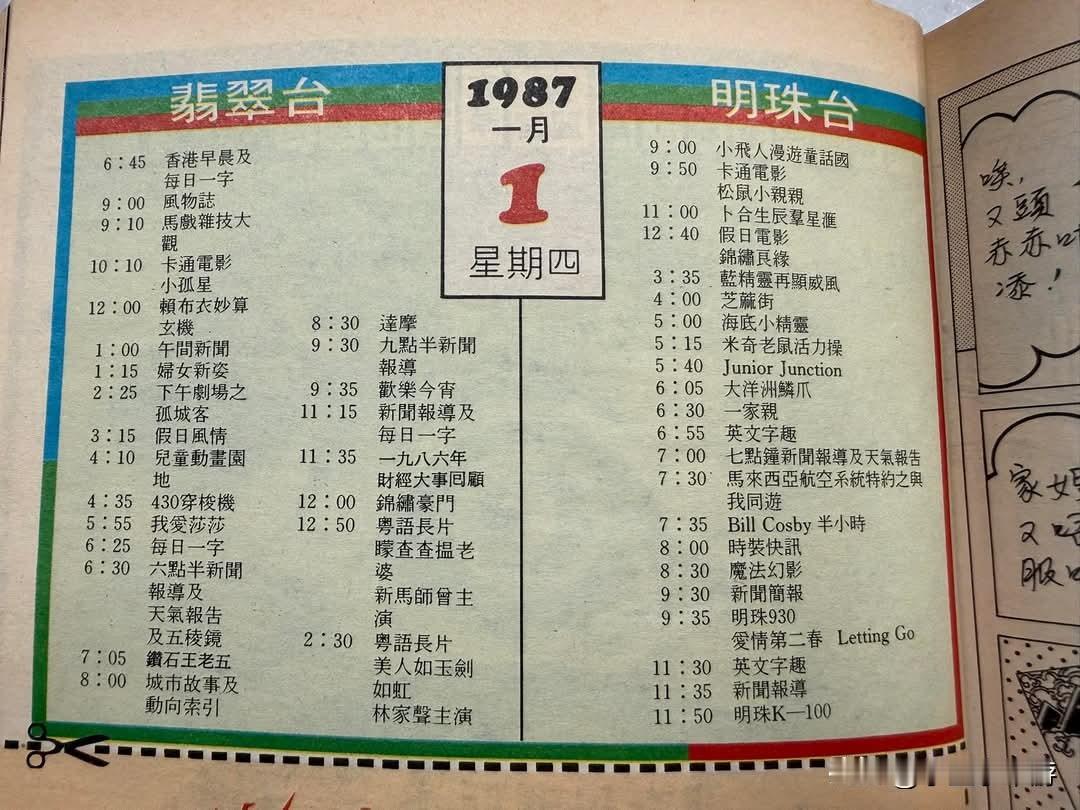 翡翠台
1987
一月
1
星期四
明珠台
6:45 香港早晨及
每日一字
9:00 風物誌
9:10 馬戲雜技大
觀
10:10 卡通電影
小孤星
12:00 賴布衣妙算
玄機
1:00 午間新聞
1:15 婦女新姿
2:25 下午劇場之
孤城客
3:15 假日風情
4:10 兒童動畫園
地
4:35 430穿梭機
5:55 我愛莎莎
6:25 每日一字
6:30 六點半新聞
報導及
天氣報告
及五稜鏡
7:05 鑽石王老五
8:00 城市故事及
動向索引
8:30 達摩
9:30 九點半新聞
報導
9:35 歡樂今宵
11:15 新聞報導及
每日一字
11:35 一九八六年
財經大事回顧
12:00 錦繡豪門
12:50 粵語長片
矇查查揾老
婆
新馬師曾主
演
2:30 粵語長片
美人如玉劍
如虹
林家聲主演
9:00 小飛人漫遊童話國
9:50 卡通電影
松鼠小親親
11:00 卜合生辰羣星滙
12:40 假日電影
錦繡良緣
3:35 藍精靈再顯威風
4:00 芝麻街
5:00 海底小精靈
5:15 米奇老鼠活力操
5:40 Junior Junction
6:05 大洋洲鱗爪
6:30 一家親
6:55 英文字趣
7:00 七點鐘新聞報導及天氣報告
7:30 馬來西亞航空系統特約之與
我同遊
7:35 Bill Cosby 半小時
8:00 時裝快訊
8:30 魔法幻影
9:30 新聞簡報
9:35 明珠930
愛情第二春 Letting Go
11:30 英文字趣
11:35 新聞報導
11:50 明珠K—100
唉,
又頭
赤赤
家
又
服